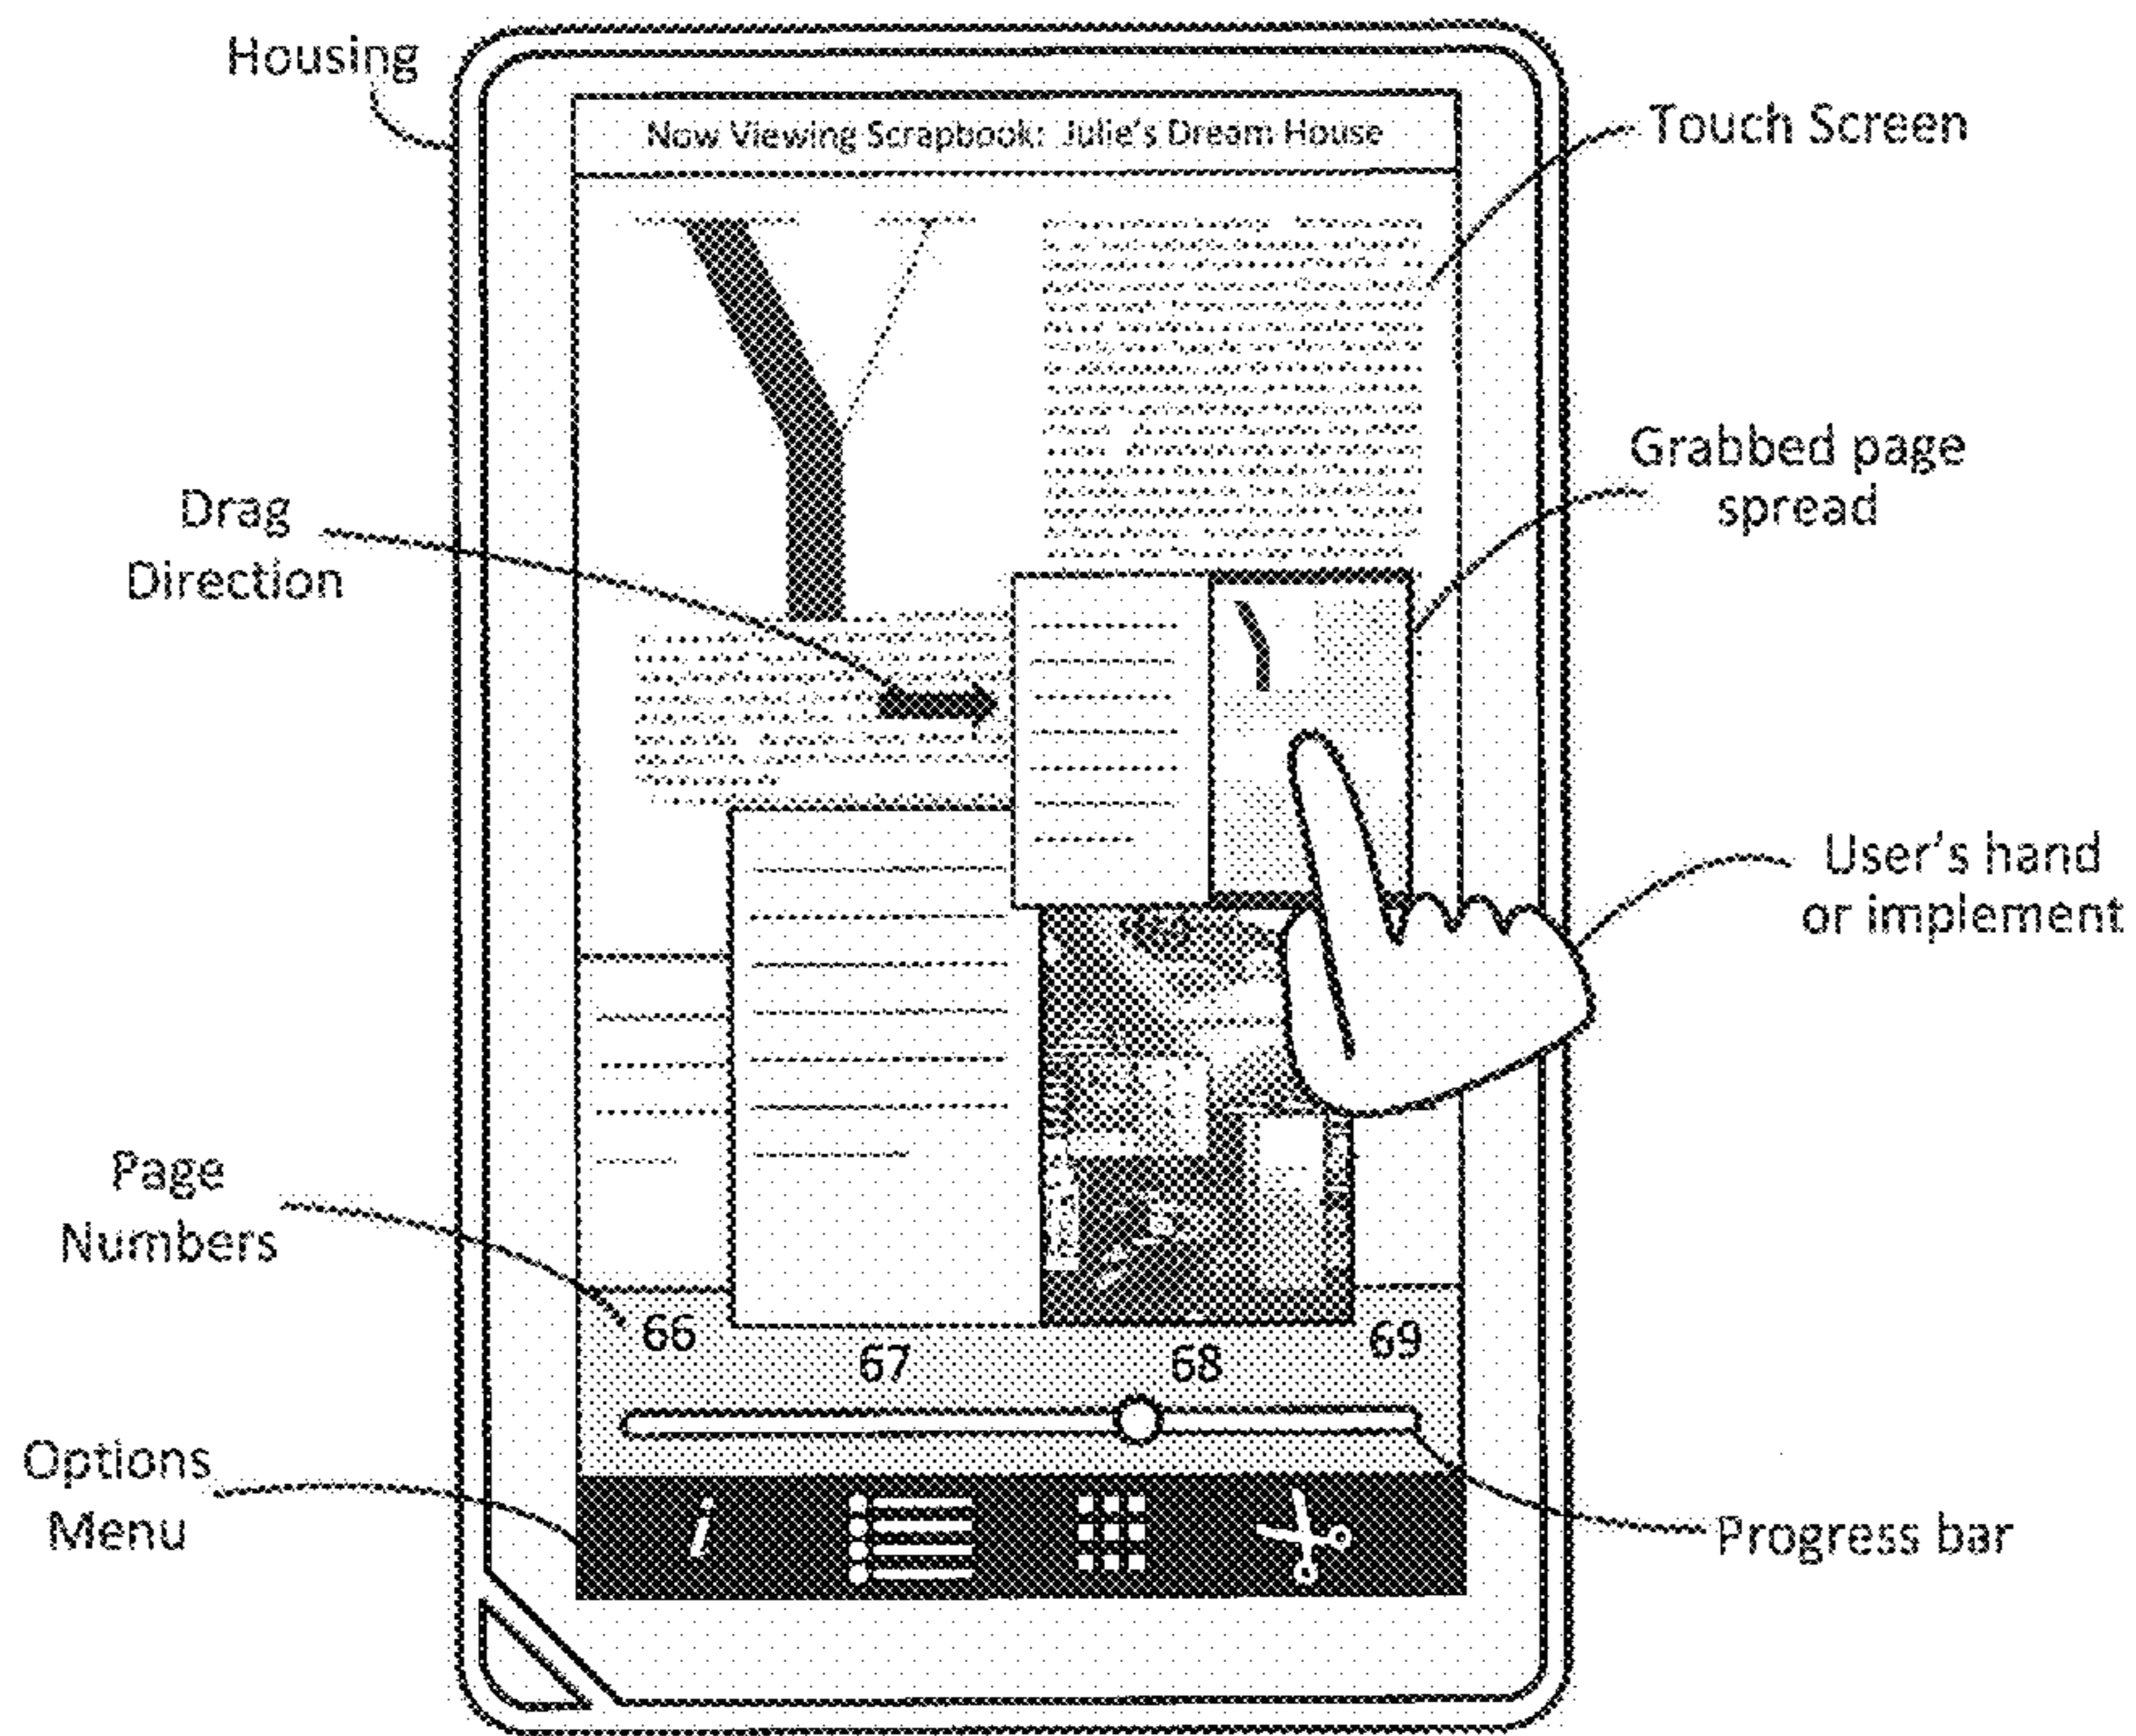 Housing
Now Viewing Scrapbook: Julie's Dream House
Touch Screen
Grabbed page
spread
Drag
Direction
User's hand
or implement
Page
Numbers
66
67
68
69
Options
Menu
i
Progress bar